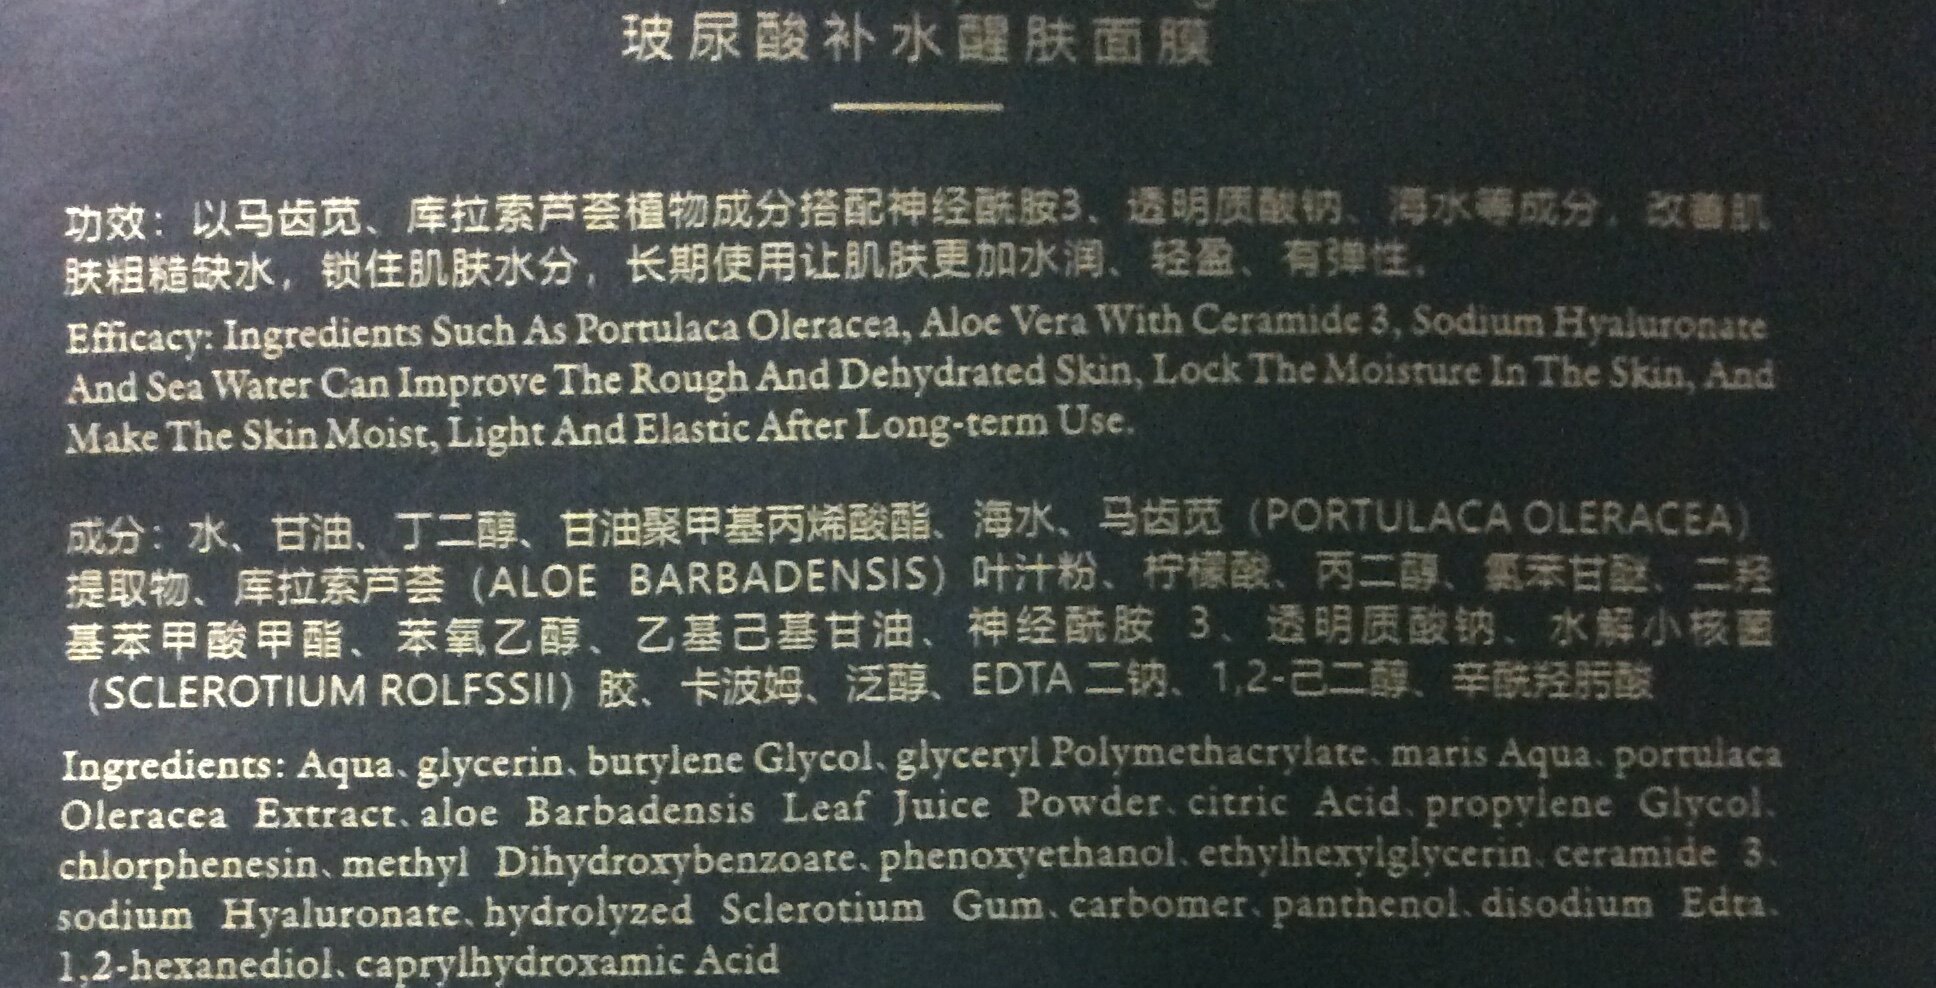 玻尿酸补水醒肤面膜
功效：以马齿苋、库拉索芦荟植物成分搭配神经酰胺3、透明质酸钠、海水等成分，改善肌
肤粗糙缺水，锁住肌肤水分，长期使用让肌肤更加水润、轻盈、有弹性。
Efficacy: Ingredients Such As Portulaca Oleracea, Aloe Vera With Ceramide 3, Sodium Hyaluronate
And Sea Water Can Improve The Rough And Dehydrated Skin, Lock The Moisture In The Skin, And
Make The Skin Moist, Light And Elastic After Long-term Use.
成分：水、甘油、丁二醇、甘油聚甲基丙烯酸酯、海水、马齿苋（PORTULACA OLERACEA）
提取物、库拉索芦荟（ALOE BARBADENSIS）叶汁粉、柠檬酸、丙二醇、氯苯甘醚、二羟
基苯甲酸甲酯、苯氧乙醇、乙基己基甘油、神经酰胺 3、透明质酸钠、水解小核菌
（SCLEROTIUM ROLFSSII）胶、卡波姆、泛醇、EDTA 二钠、1,2-己二醇、辛酰羟肟酸
Ingredients: Aqua、glycerin、butylene Glycol、glyceryl Polymethacrylate、maris Aqua、portulaca
Oleracea Extract、aloe Barbadensis Leaf Juice Powder、citric Acid、propylene Glycol、
chlorphenesin、methyl Dihydroxybenzoate、phenoxyethanol、ethylhexylglycerin、ceramide 3、
sodium Hyaluronate、hydrolyzed Sclerotium Gum、carbomer、panthenol、disodium Edta、
1,2-hexanediol、caprylhydroxamic Acid